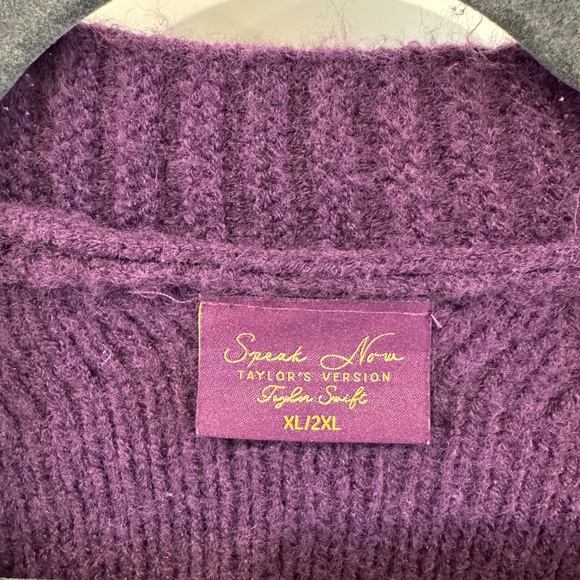 Speak Now
TAYLOR'S VERSION
Taylor Swift
XL/2XL